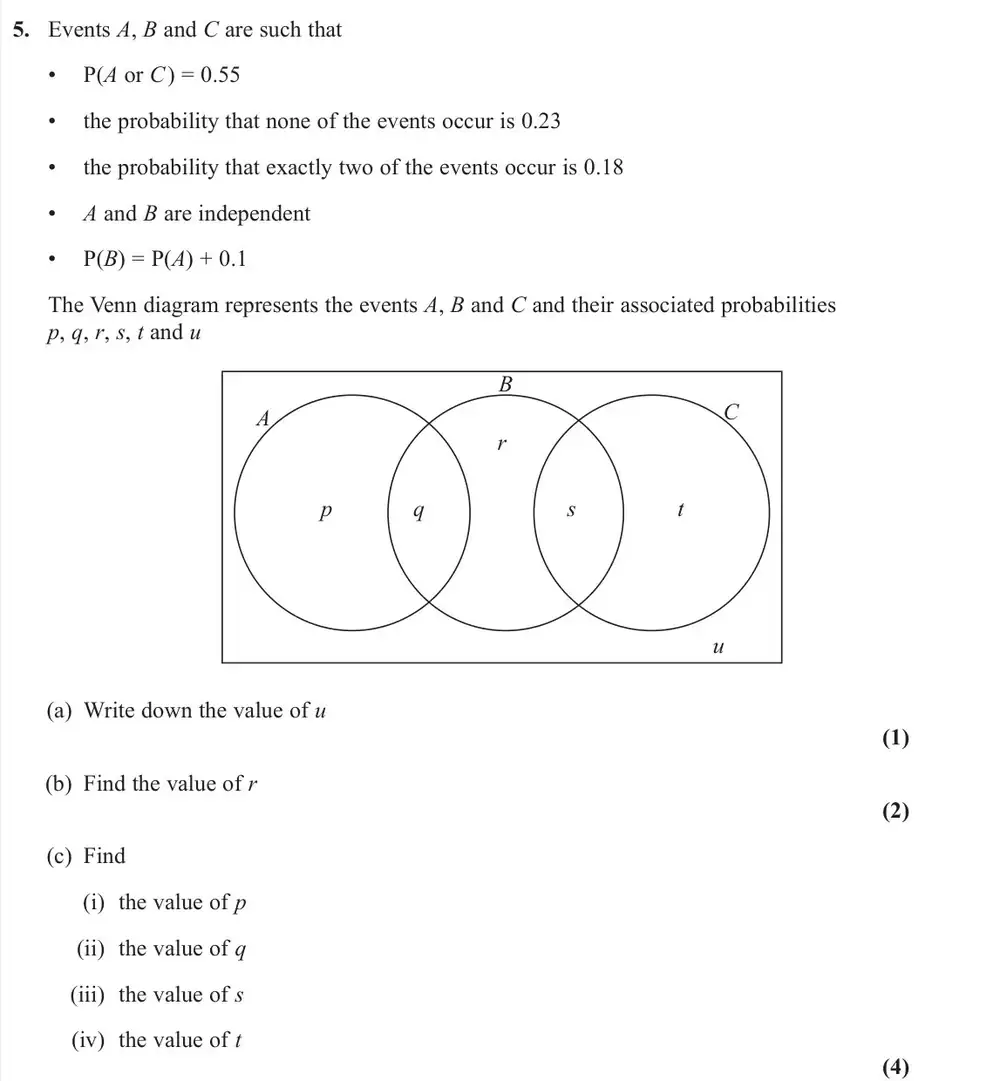 5. Events A, B and C are such that
• P(A or C) = 0.55
• the probability that none of the events occur is 0.23
• the probability that exactly two of the events occur is 0.18
• A and B are independent
• P(B) = P(A) + 0.1
The Venn diagram represents the events A, B and C and their associated probabilities
p, q, r, s, t and u
B
A
C
r
p
q
s
t
u
(a) Write down the value of u
(1)
(b) Find the value of r
(2)
(c) Find
(i) the value of p
(ii) the value of q
(iii) the value of s
(iv) the value of t
(4)